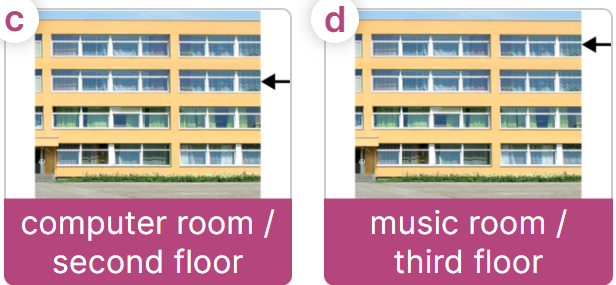 c
computer room /
second floor
d
music room /
third floor